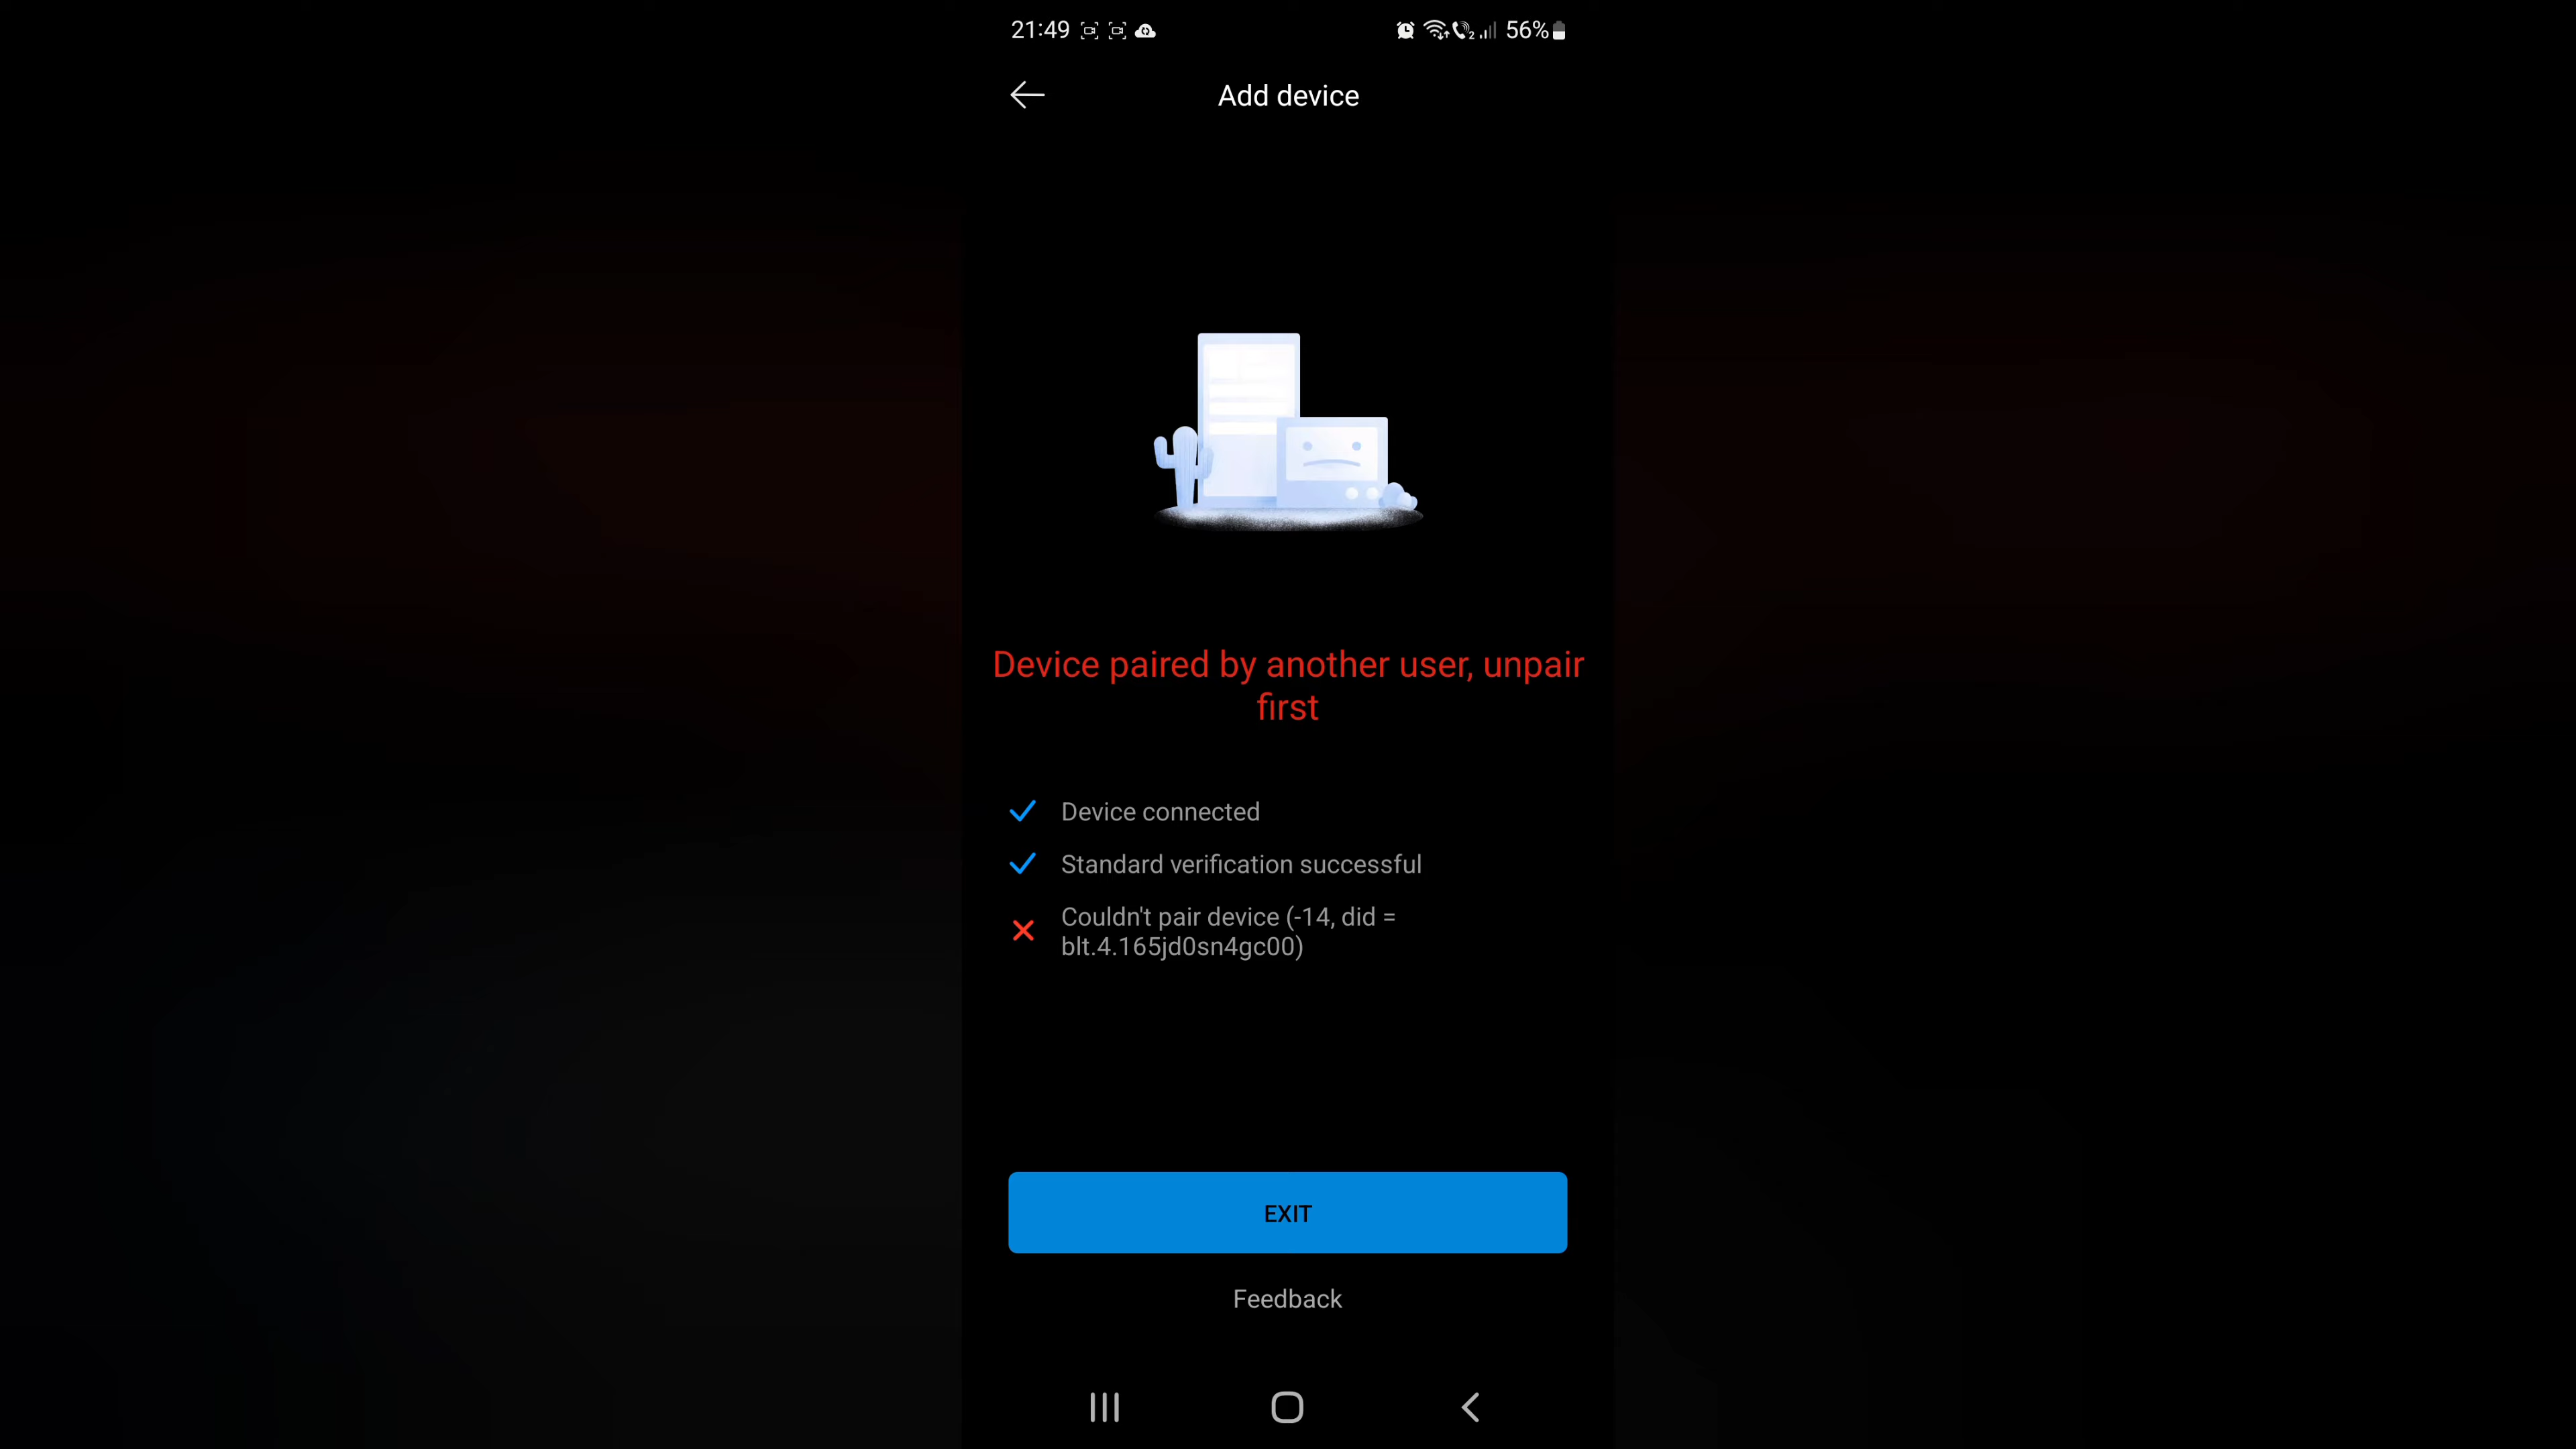 21:49
56%
Add device
Device paired by another user, unpair
first
Device connected
Standard verification successful
Couldn't pair device (-14, did =
blt.4.165jd0sn4gc00)
EXIT
Feedback